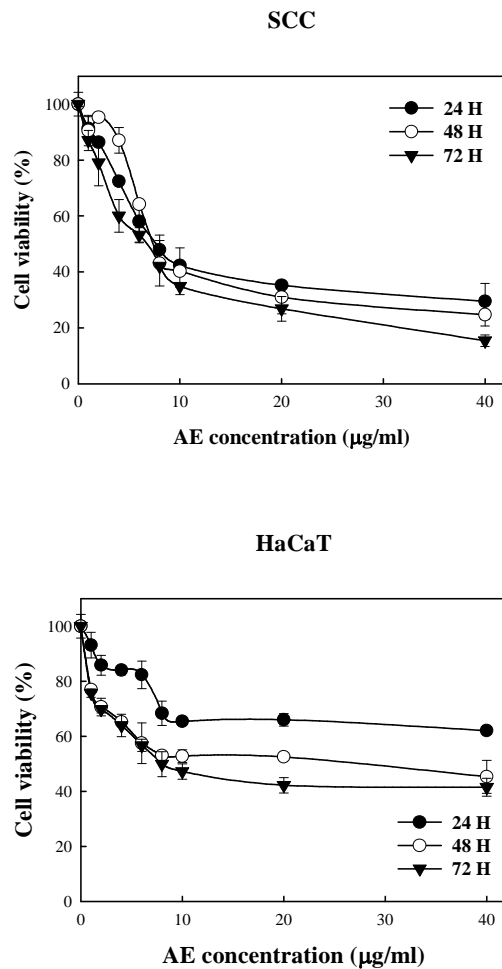 SCC
100
80
60
40
20
0
Cell viability (%)
24 H
48 H
72 H
0 10 20 30 40
AE concentration (μg/ml)
HaCaT
100
80
60
40
20
0
Cell viability (%)
24 H
48 H
72 H
0 10 20 30 40
AE concentration (μg/ml)